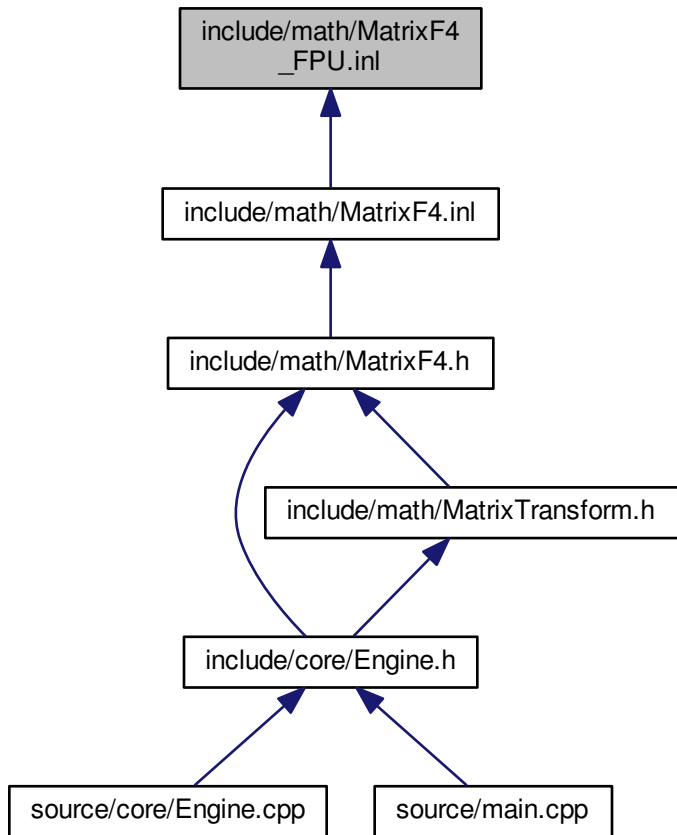 include/math/MatrixF4
_FPU.inl
include/math/MatrixF4.inl
include/math/MatrixF4.h
include/math/MatrixTransform.h
include/core/Engine.h
source/core/Engine.cpp
source/main.cpp